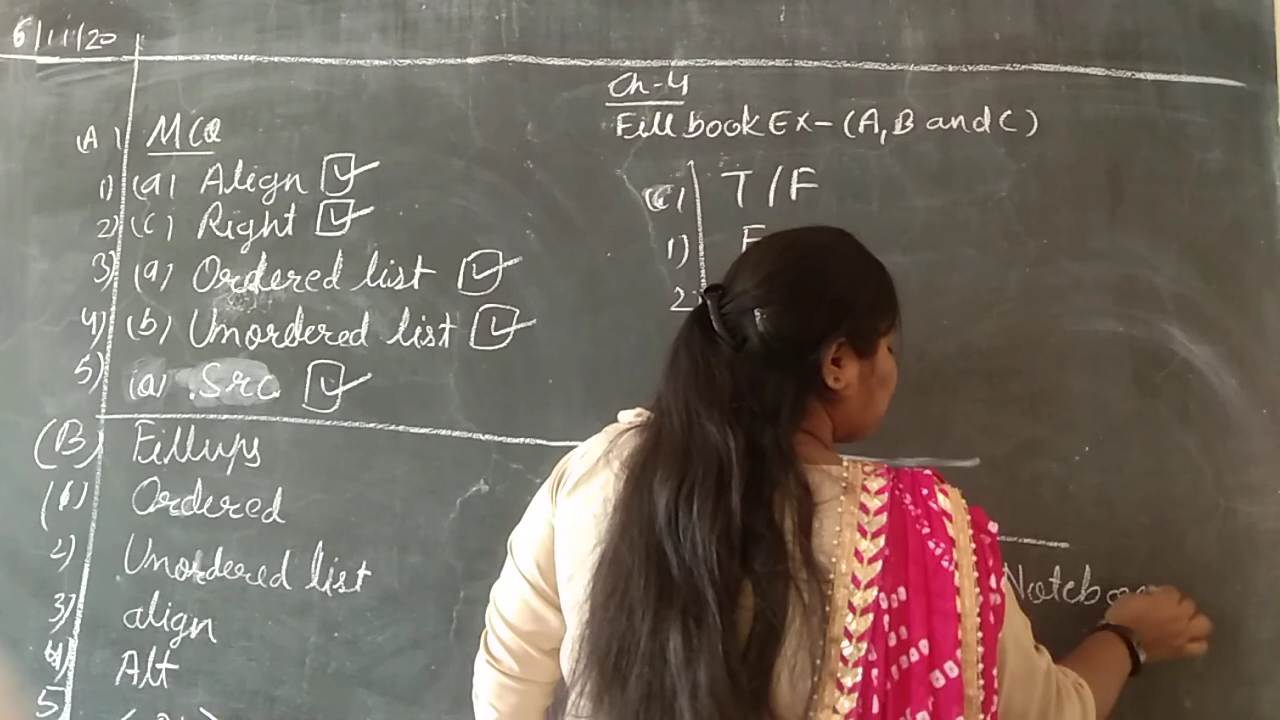 6/11/20
Ch-4
Fill book EX-(A, B and C)
(A) MCQ
1) (a) Align
2) (c) Right
3) (a) Ordered list
4) (b) Unordered list
5) (a) Src
(B) Fillups
(1) Ordered
2) Unordered list
3) align
4) Alt
5)
(C) T/F
1) F
2)